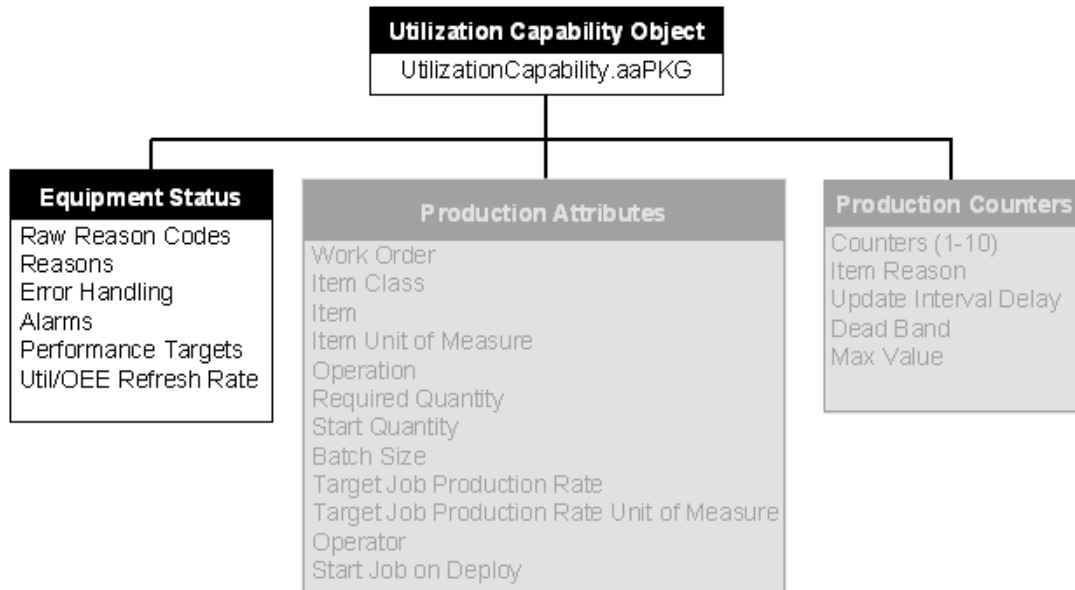 Utilization Capability Object
UtilizationCapability.aaPKG
Equipment Status
Raw Reason Codes
Reasons
Error Handling
Alarms
Performance Targets
Util/OEE Refresh Rate
Production Attributes
Work Order
Item Class
Item
Item Unit of Measure
Operation
Required Quantity
Start Quantity
Batch Size
Target Job Production Rate
Target Job Production Rate Unit of Measure
Operator
Start Job on Deploy
Production Counters
Counters (1-10)
Item Reason
Update Interval Delay
Dead Band
Max Value